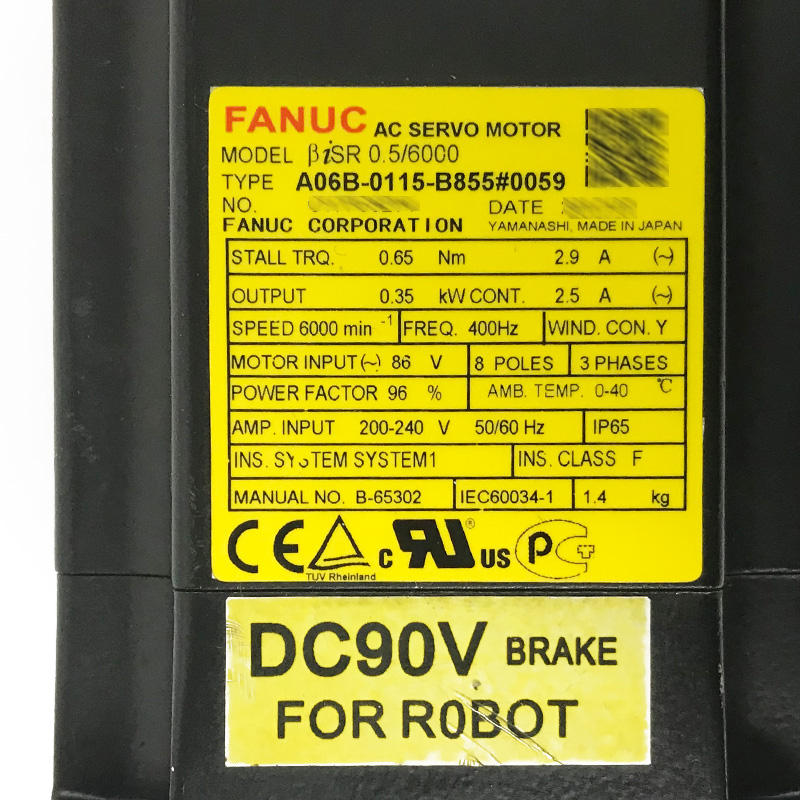 FANUC AC SERVO MOTOR
MODEL βiSR 0.5/6000
TYPE A06B-0115-B855#0059
NO. DATE
FANUC CORPORATION YAMANASHI, MADE IN JAPAN
STALL TRQ. 0.65 Nm 2.9 A (~)
OUTPUT 0.35 kW CONT. 2.5 A (~)
SPEED 6000 min -1 FREQ. 400Hz WIND. CON. Y
MOTOR INPUT (~) 86 V 8 POLES 3 PHASES
POWER FACTOR 96 % AMB. TEMP. 0-40 ℃
AMP. INPUT 200-240 V 50/60 Hz IP65
INS. SYSTEM SYSTEM1 INS. CLASS F
MANUAL NO. B-65302 IEC60034-1 1.4 kg
CE c RU ® US PCT
TUV Rheinland
DC90V BRAKE
FOR R0BOT